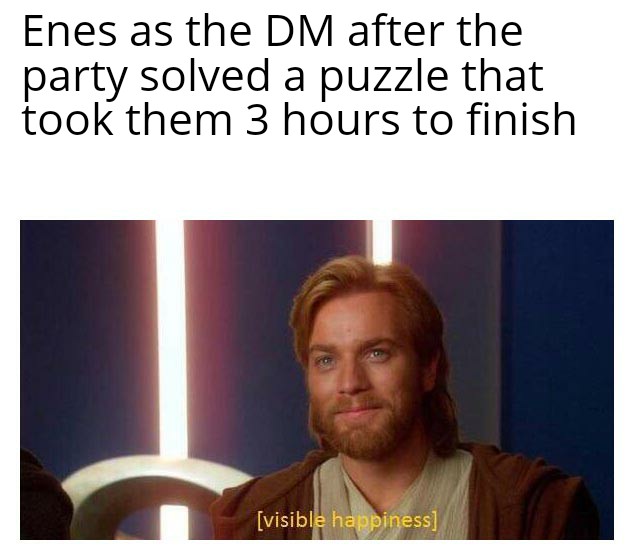 Enes as the DM after the
party solved a puzzle that
took them 3 hours to finish
[visible happiness]